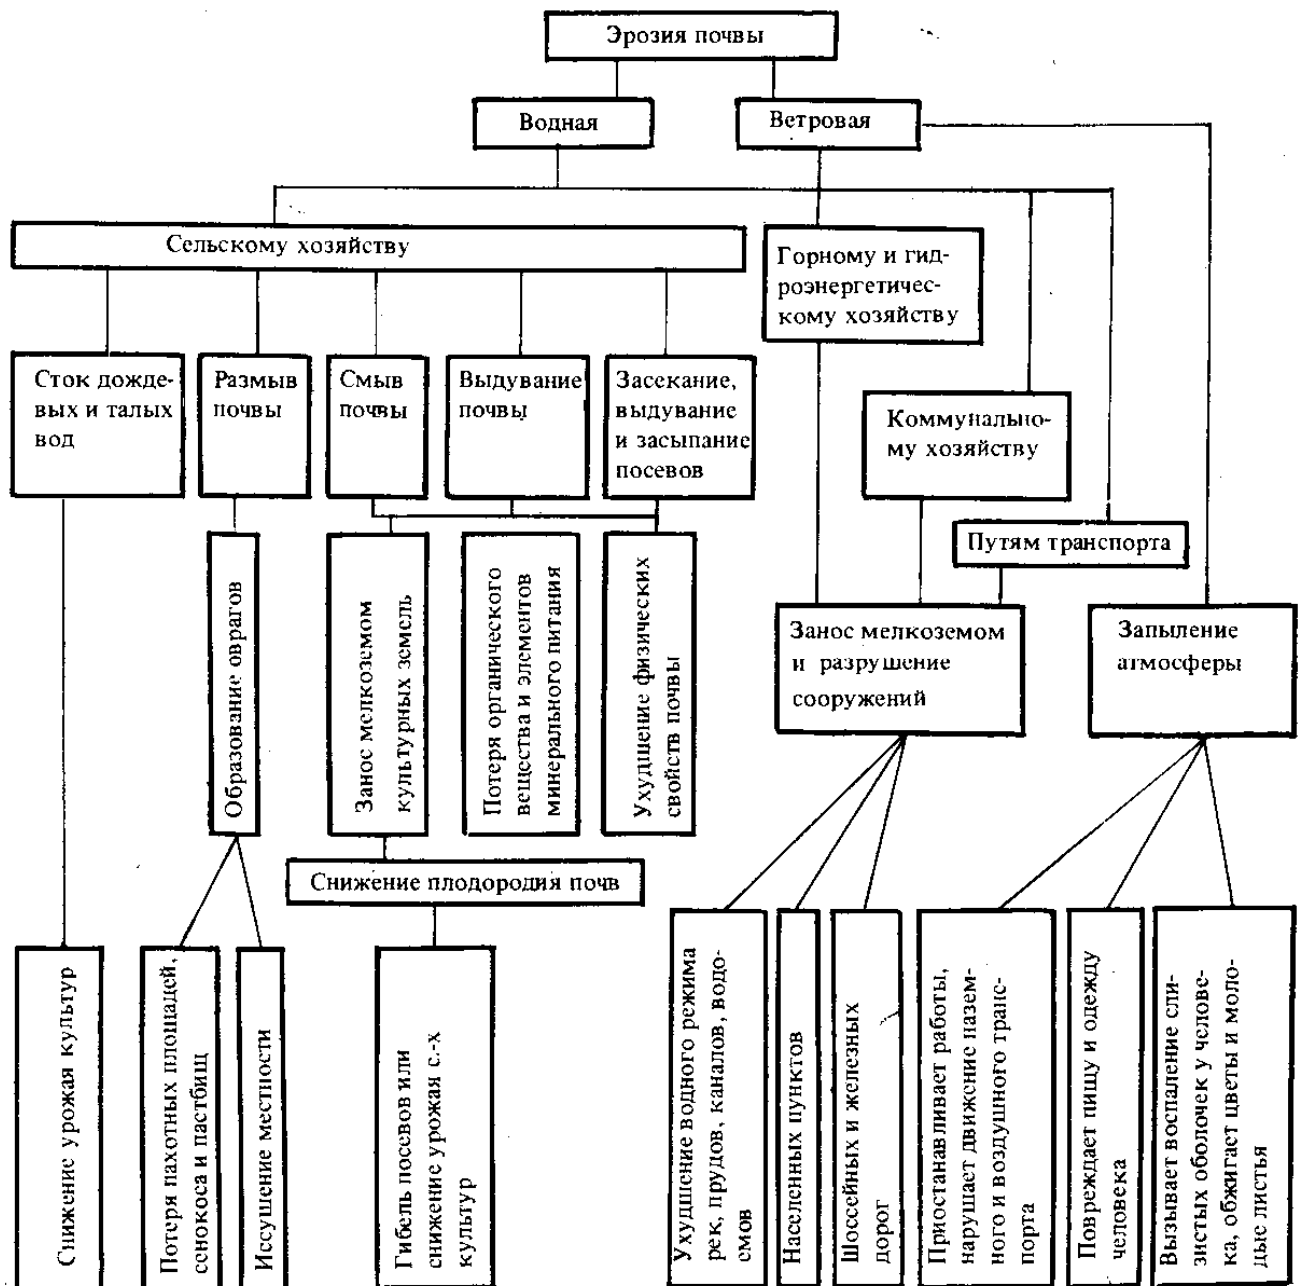 Эрозия почвы
Водная
Ветровая
Сельскому хозяйству
Горному и гид-
роэнергетичес-
кому хозяйству
Сток дожде-
вых и талых
вод
Размыв
почвы
Смыв
почвы
Выдувание
почвы
Засекание,
выдувание
и засыпание
посевов
Коммунально-
му хозяйству
Путям транспорта
Образование оврагов
Занос мелкоземом
культурных земель
Потеря органического
вещества и элементов
минерального питания
Ухудшение физических
свойств почвы
Занос мелкоземом
и разрушение
сооружений
Запыление
атмосферы
Снижение плодородия почв
Снижение урожая культур
Потеря пахотных площадей,
сенокоса и пастбищ
Иссушение местности
Гибель посевов или
снижение урожая с.-х
культур
Ухудшение водного режима
рек, прудов, каналов, водо-
емов
Населенных пунктов
Шоссейных и железных
дорог
Приостанавливает работы,
нарушает движение назем-
ного и воздушного транс-
порта
Повреждает пищу и одежду
человека
Вызывает воспаление сли-
зистых оболочек у челове-
ка, обжигает цветы и моло-
дые листья